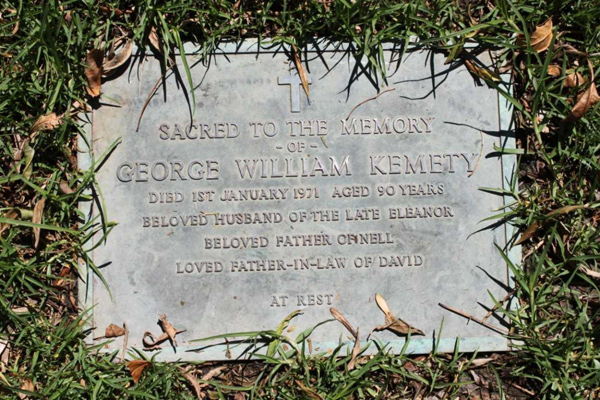 SACRED TO THE MEMORY
- OF -
GEORGE WILLIAM KEMETY
DIED 1ST JANUARY 1971 AGED 90 YEARS
BELOVED HUSBAND OF THE LATE ELEANOR
BELOVED FATHER OF NELL
LOVED FATHER-IN-LAW OF DAVID
AT REST